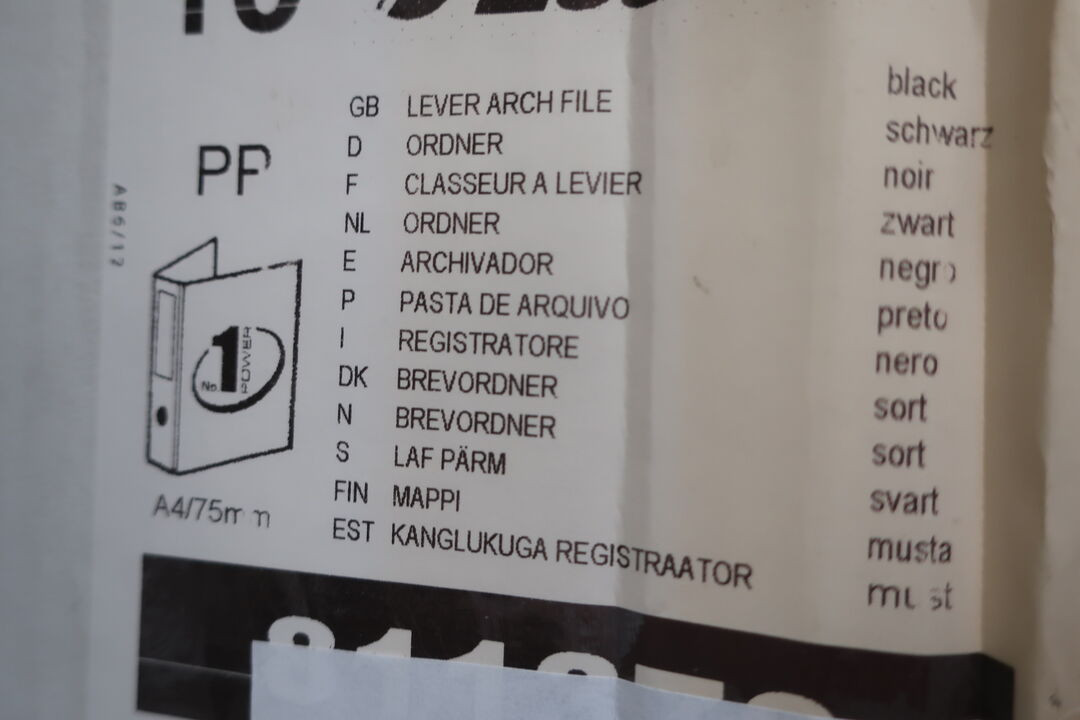 10
PP
A86/12
GB LEVER ARCH FILE black
D ORDNER schwarz
F CLASSEUR A LEVIER noir
NL ORDNER zwart
E ARCHIVADOR negro
P PASTA DE ARQUIVO preto
I REGISTRATORE nero
DK BREVORDNER sort
N BREVORDNER sort
S LAF PÄRM svart
FIN MAPPI musta
EST KANGLUKUGA REGISTRAATOR must
No. 1 POWER
A4/75mm